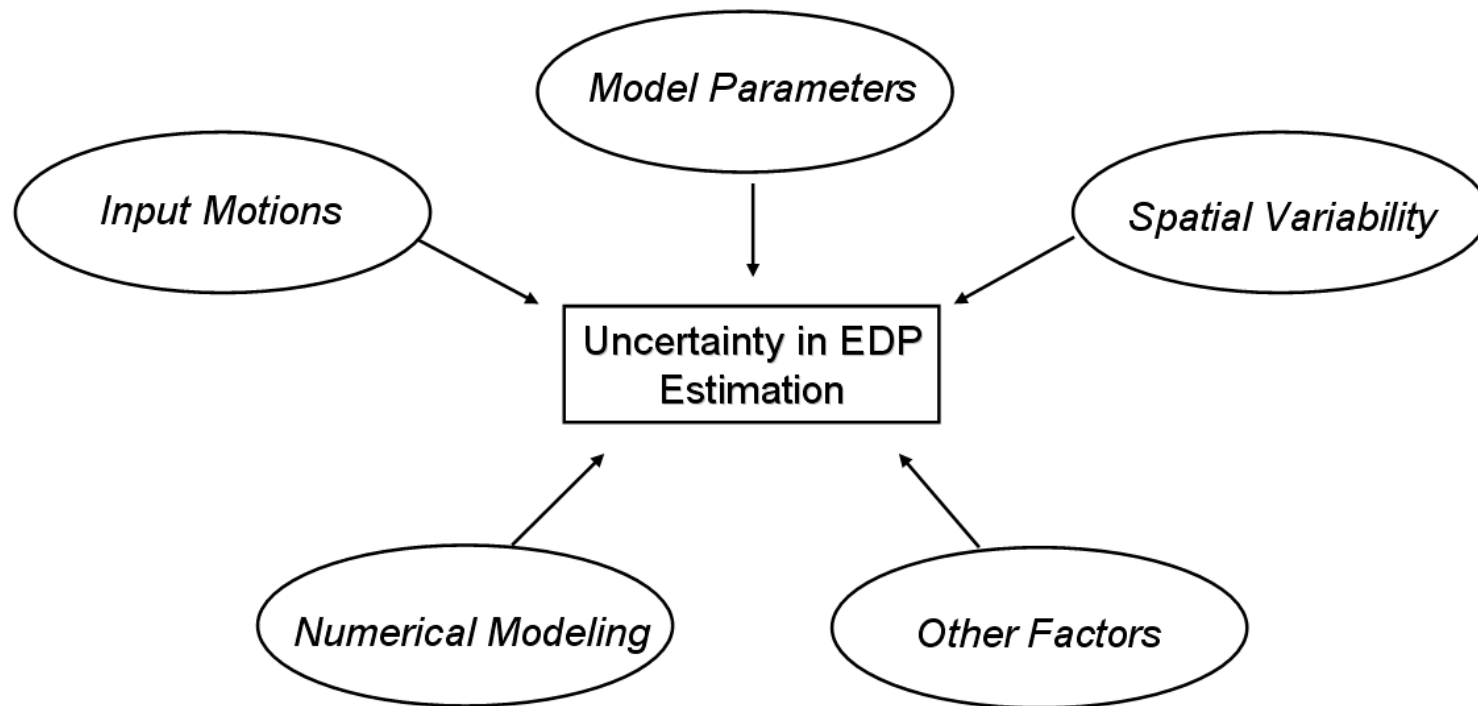 Model Parameters
Input Motions
Spatial Variability
Uncertainty in EDP
Estimation
Numerical Modeling
Other Factors